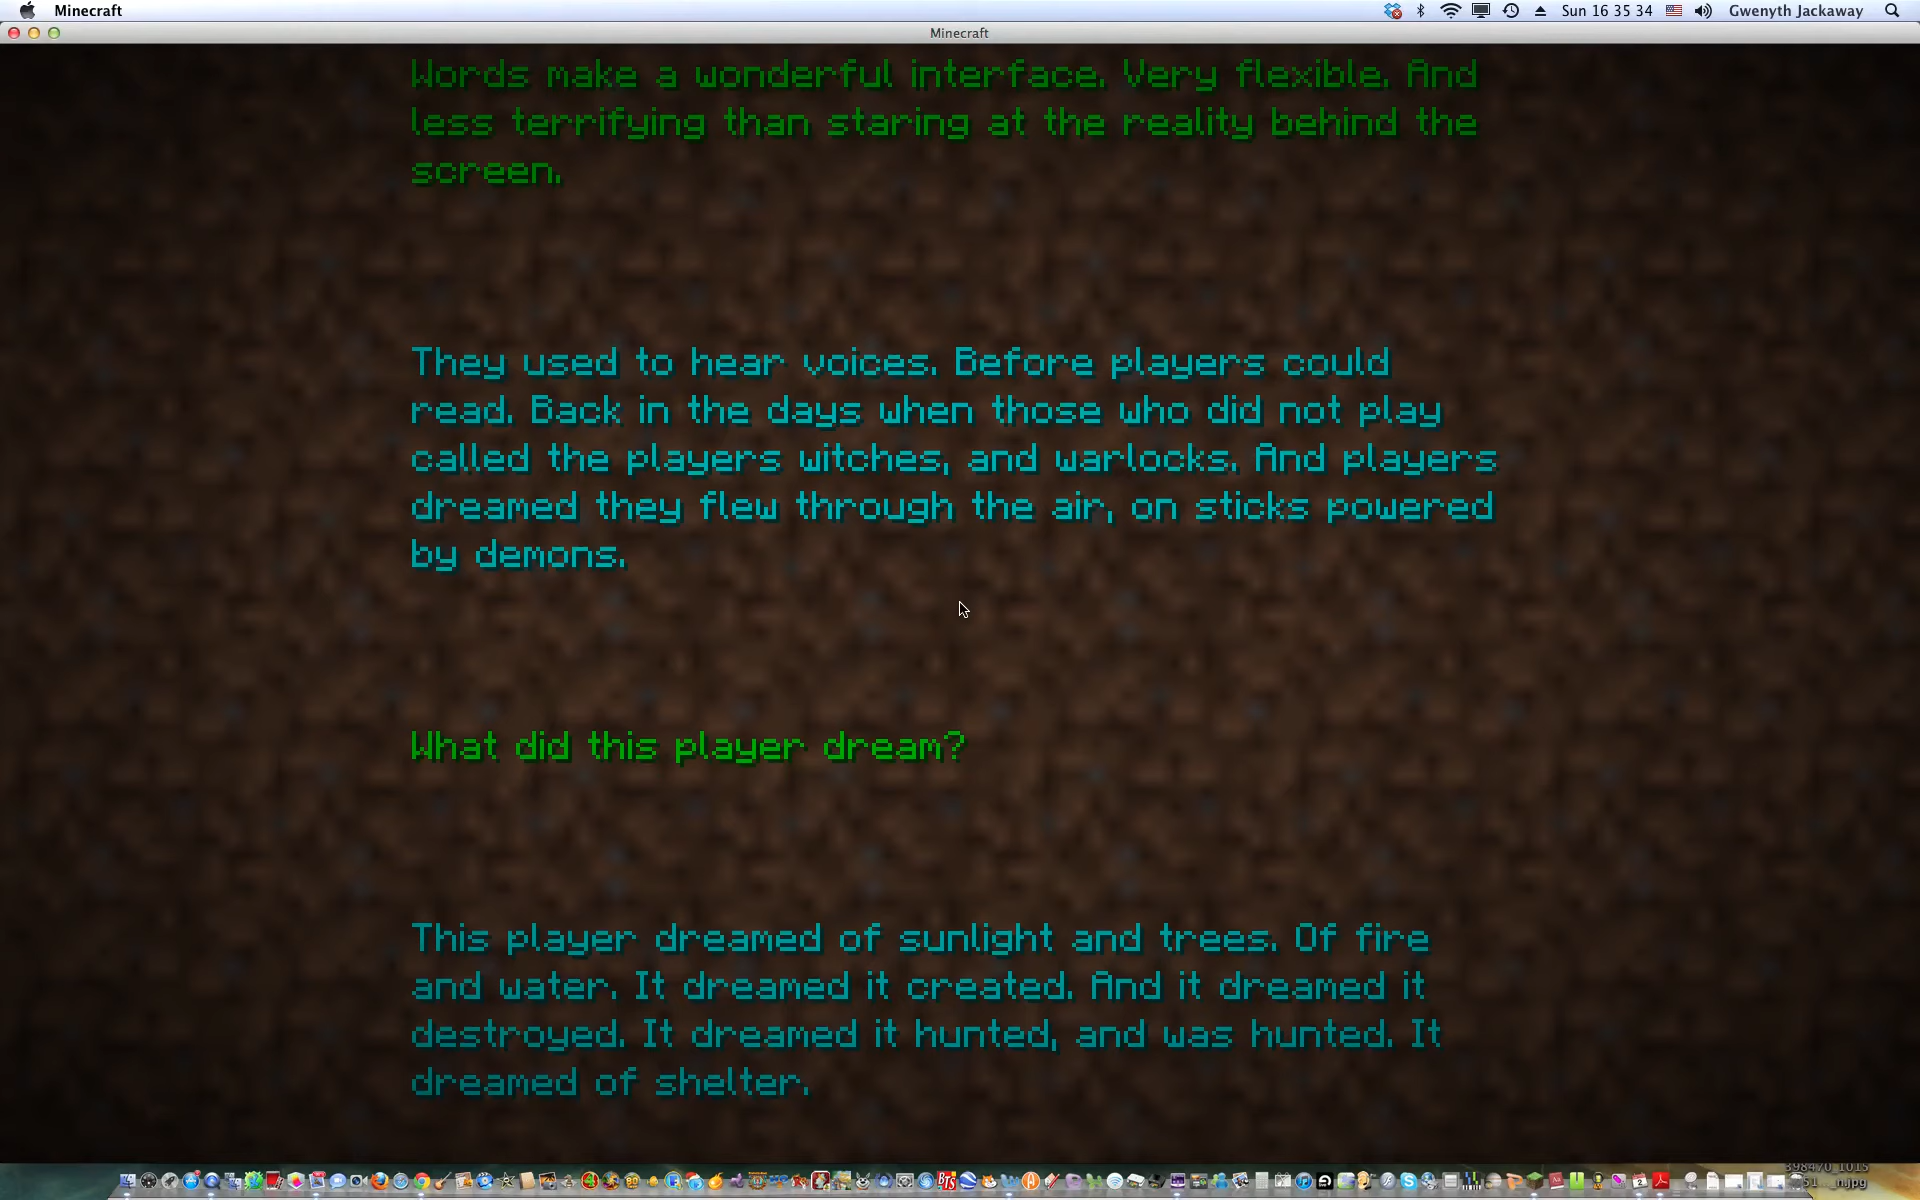 Minecraft
Sun 16 35 34
Gwenyth Jackaway
Minecraft
Words make a wonderful interface. Very flexible. And
less terrifying than staring at the reality behind the
screen.
They used to hear voices. Before players could
read. Back in the days when those who did not play
called the players witches, and warlocks. And players
dreamed they flew through the air, on sticks powered
by demons.
What did this player dream?
This player dreamed of sunlight and trees. Of fire
and water. It dreamed it created. And it dreamed it
destroyed. It dreamed it hunted, and was hunted. It
dreamed of shelter.
398470_1015
BTS